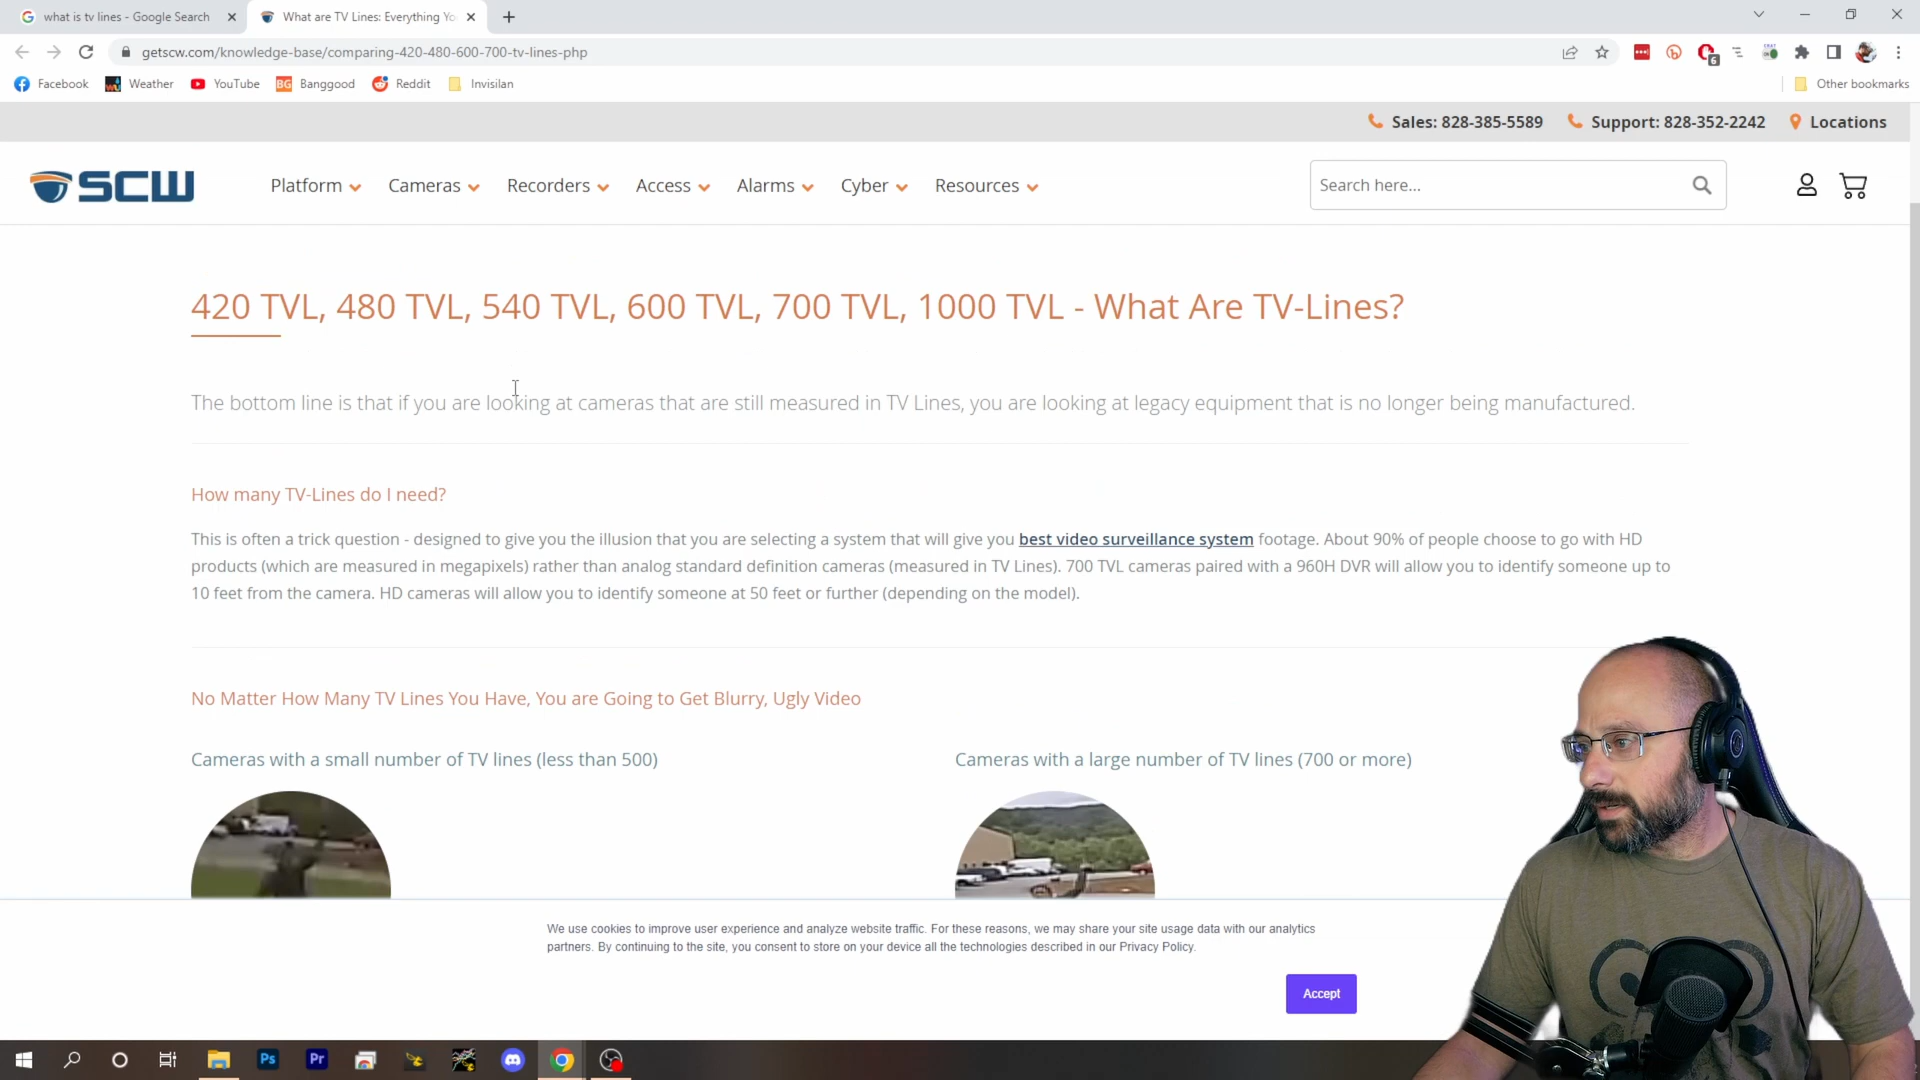 what is tv lines - Google Search
What are TV Lines: Everything Yo
getscw.com/knowledge-base/comparing-420-480-600-700-tv-lines-php
6
Facebook
Weather
YouTube
BG
Banggood
Reddit
Invisilan
Other bookmarks
Sales: 828-385-5589
Support: 828-352-2242
Locations
SCW
Platform
Cameras
Recorders
Access
Alarms
Cyber
Resources
Search here...
420 TVL, 480 TVL, 540 TVL, 600 TVL, 700 TVL, 1000 TVL - What Are TV-Lines?
The bottom line is that if you are looking at cameras that are still measured in TV Lines, you are looking at legacy equipment that is no longer being manufactured.
How many TV-Lines do I need?
This is often a trick question - designed to give you the illusion that you are selecting a system that will give you best video surveillance system footage. About 90% of people choose to go with HD
products (which are measured in megapixels) rather than analog standard definition cameras (measured in TV Lines). 700 TVL cameras paired with a 960H DVR will allow you to identify someone up to
10 feet from the camera. HD cameras will allow you to identify someone at 50 feet or further (depending on the model).
No Matter How Many TV Lines You Have, You are Going to Get Blurry, Ugly Video
Cameras with a small number of TV lines (less than 500)
Cameras with a large number of TV lines (700 or more)
We use cookies to improve user experience and analyze website traffic. For these reasons, we may share your site usage data with our analytics
partners. By continuing to the site, you consent to store on your device all the technologies described in our Privacy Policy.
Accept
Ps
Pr